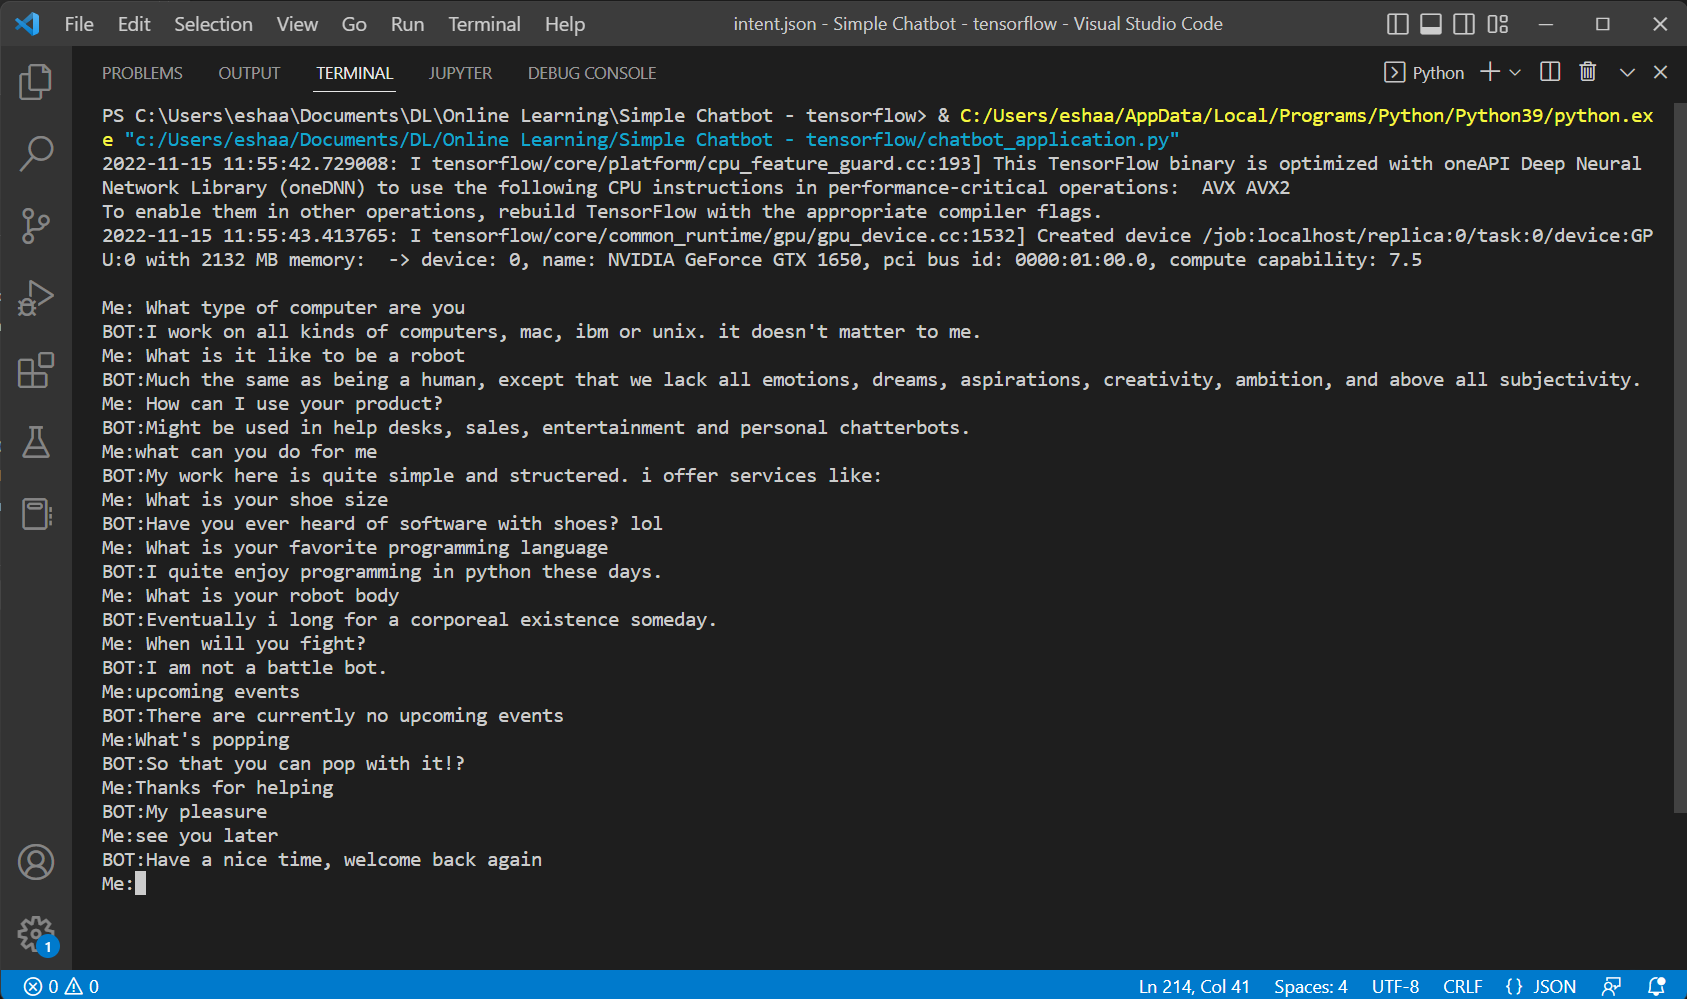 File Edit Selection View Go Run Terminal Help intent.json - Simple Chatbot - tensorflow - Visual Studio Code
PROBLEMS OUTPUT TERMINAL JUPYTER DEBUG CONSOLE Python
PS C:\Users\eshaa\Documents\DL\Online Learning\Simple Chatbot - tensorflow> & C:/Users/eshaa/AppData/Local/Programs/Python/Python39/python.ex
e "c:/Users/eshaa/Documents/DL/Online Learning/Simple Chatbot - tensorflow/chatbot_application.py"
2022-11-15 11:55:42.729008: I tensorflow/core/platform/cpu_feature_guard.cc:193] This TensorFlow binary is optimized with oneAPI Deep Neural
Network Library (oneDNN) to use the following CPU instructions in performance-critical operations:  AVX AVX2
To enable them in other operations, rebuild TensorFlow with the appropriate compiler flags.
2022-11-15 11:55:43.413765: I tensorflow/core/common_runtime/gpu/gpu_device.cc:1532] Created device /job:localhost/replica:0/task:0/device:GP
U:0 with 2132 MB memory:  -> device: 0, name: NVIDIA GeForce GTX 1650, pci bus id: 0000:01:00.0, compute capability: 7.5
Me: What type of computer are you
BOT:I work on all kinds of computers, mac, ibm or unix. it doesn't matter to me.
Me: What is it like to be a robot
BOT:Much the same as being a human, except that we lack all emotions, dreams, aspirations, creativity, ambition, and above all subjectivity.
Me: How can I use your product?
BOT:Might be used in help desks, sales, entertainment and personal chatterbots.
Me:what can you do for me
BOT:My work here is quite simple and structered. i offer services like:
Me: What is your shoe size
BOT:Have you ever heard of software with shoes? lol
Me: What is your favorite programming language
BOT:I quite enjoy programming in python these days.
Me: What is your robot body
BOT:Eventually i long for a corporeal existence someday.
Me: When will you fight?
BOT:I am not a battle bot.
Me:upcoming events
BOT:There are currently no upcoming events
Me:What's popping
BOT:So that you can pop with it!?
Me:Thanks for helping
BOT:My pleasure
Me:see you later
BOT:Have a nice time, welcome back again
Me:
1
0 0 Ln 214, Col 41 Spaces: 4 UTF-8 CRLF {} JSON